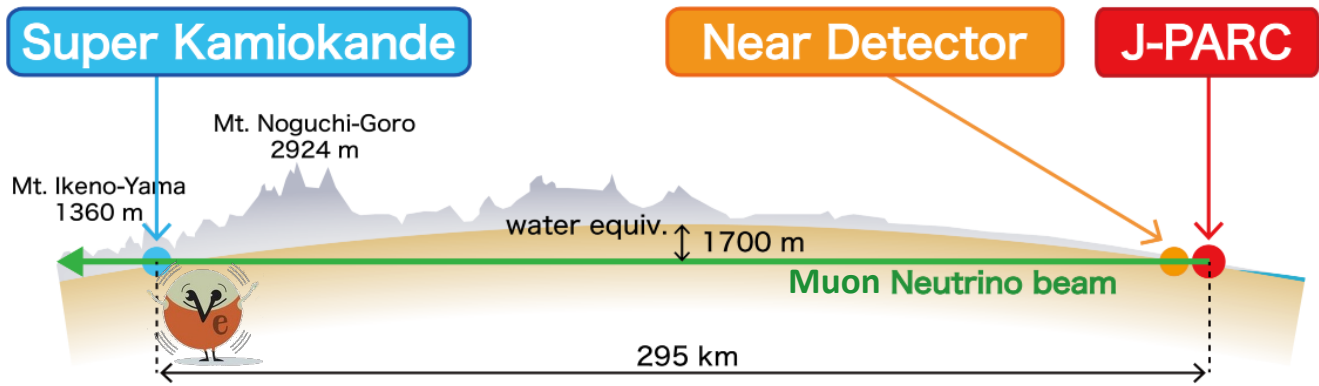 Super Kamiokande
Near Detector
J-PARC
Mt. Noguchi-Goro
2924 m
Mt. Ikeno-Yama
1360 m
water equiv.
1700 m
Muon Neutrino beam
νe
295 km